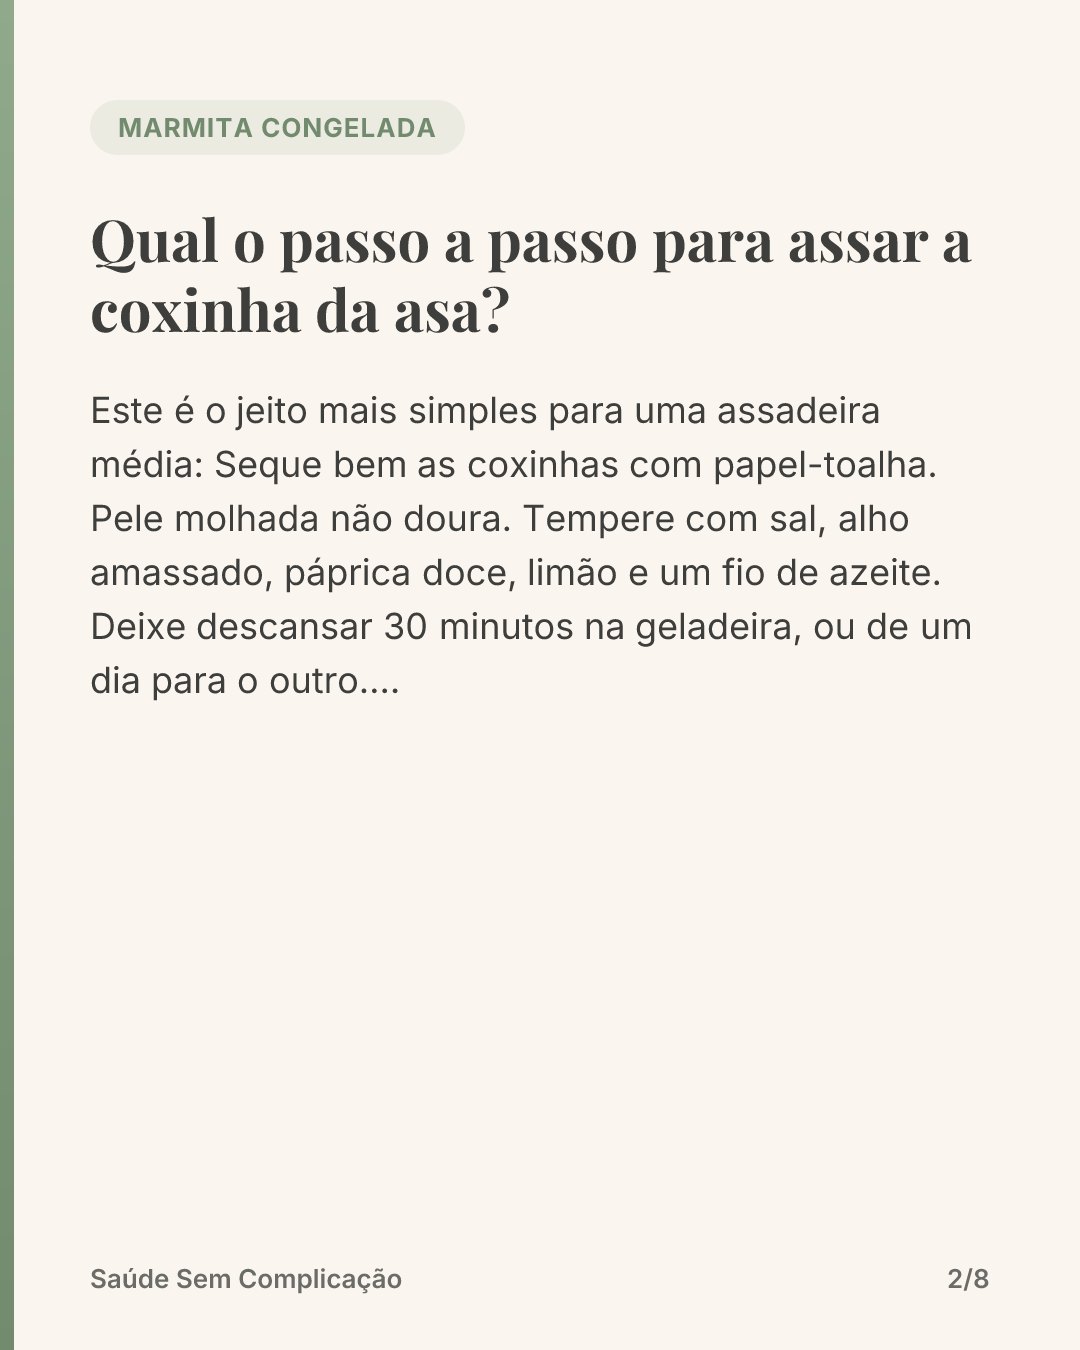 MARMITA CONGELADA
Qual o passo a passo para assar a
coxinha da asa?
Este é o jeito mais simples para uma assadeira
média: Seque bem as coxinhas com papel-toalha.
Pele molhada não doura. Tempere com sal, alho
amassado, páprica doce, limão e um fio de azeite.
Deixe descansar 30 minutos na geladeira, ou de um
dia para o outro....
Saúde Sem Complicação
2/8